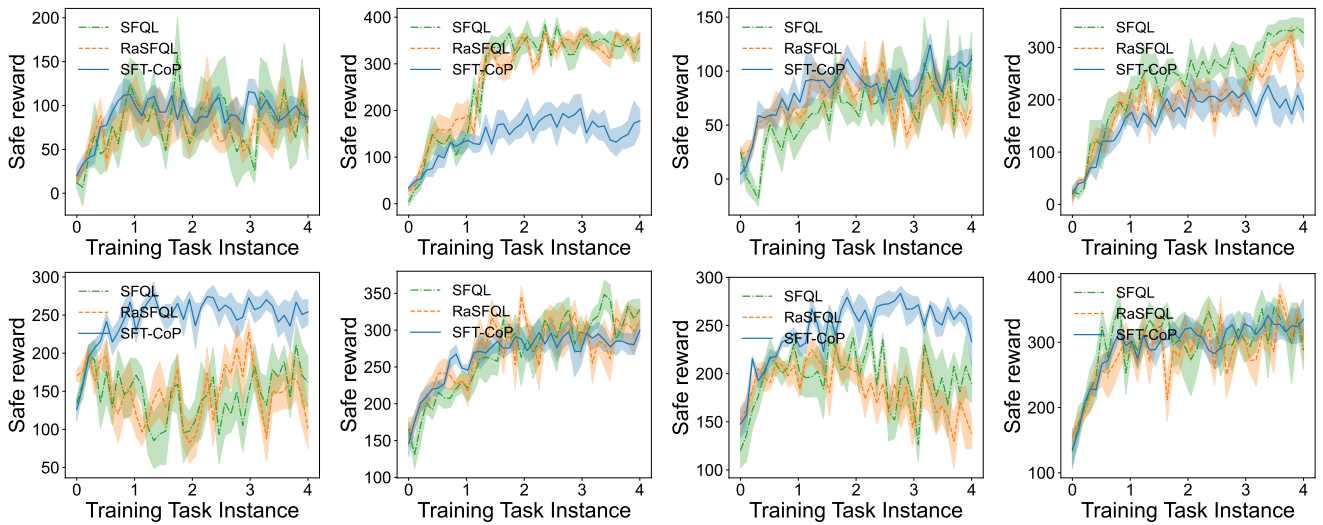 SFQL
RaSFQL
SFT-CoP
Safe reward
200
150
100
50
0
0 1 2 3 4
Training Task Instance
SFQL
RaSFQL
SFT-CoP
Safe reward
400
300
200
100
0
0 1 2 3 4
Training Task Instance
SFQL
RaSFQL
SFT-CoP
Safe reward
150
100
50
0
0 1 2 3 4
Training Task Instance
SFQL
RaSFQL
SFT-CoP
Safe reward
300
200
100
0
0 1 2 3 4
Training Task Instance
SFQL
RaSFQL
SFT-CoP
Safe reward
300
250
200
150
100
50
0 1 2 3 4
Training Task Instance
SFQL
RaSFQL
SFT-CoP
Safe reward
350
300
250
200
150
100
0 1 2 3 4
Training Task Instance
SFQL
RaSFQL
SFT-CoP
Safe reward
300
250
200
150
100
0 1 2 3 4
Training Task Instance
SFQL
RaSFQL
SFT-CoP
Safe reward
400
300
200
100
0 1 2 3 4
Training Task Instance